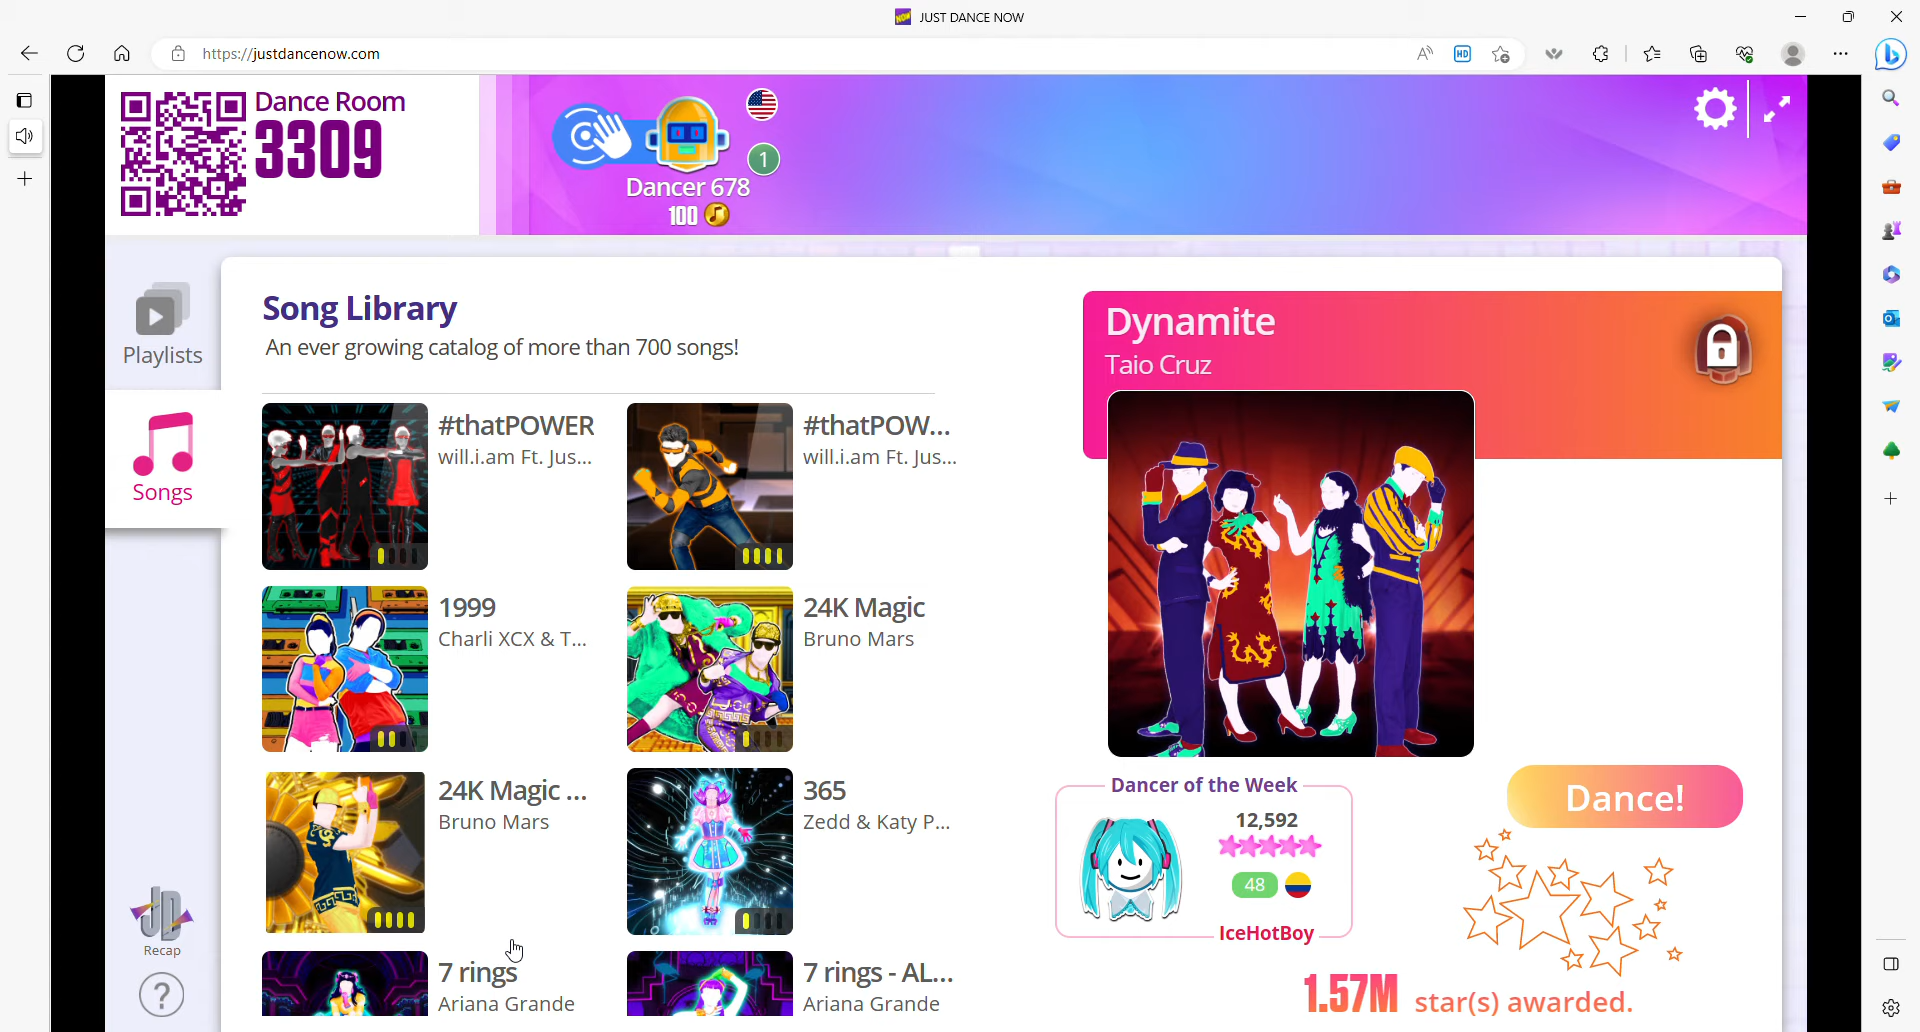 JUST DANCE NOW
https://justdancenow.com
HD
Dance Room
3309
1
Dancer 678
100
Playlists
Songs
JD
Recap
?
Song Library
An ever growing catalog of more than 700 songs!
#thatPOWER
will.i.am Ft. Jus...
#thatPOW...
will.i.am Ft. Jus...
1999
Charli XCX & T...
24K Magic
Bruno Mars
24K Magic ...
Bruno Mars
365
Zedd & Katy P...
7 rings
Ariana Grande
7 rings - AL...
Ariana Grande
Dynamite
Taio Cruz
Dancer of the Week
12,592
48
IceHotBoy
Dance!
1.57M star(s) awarded.